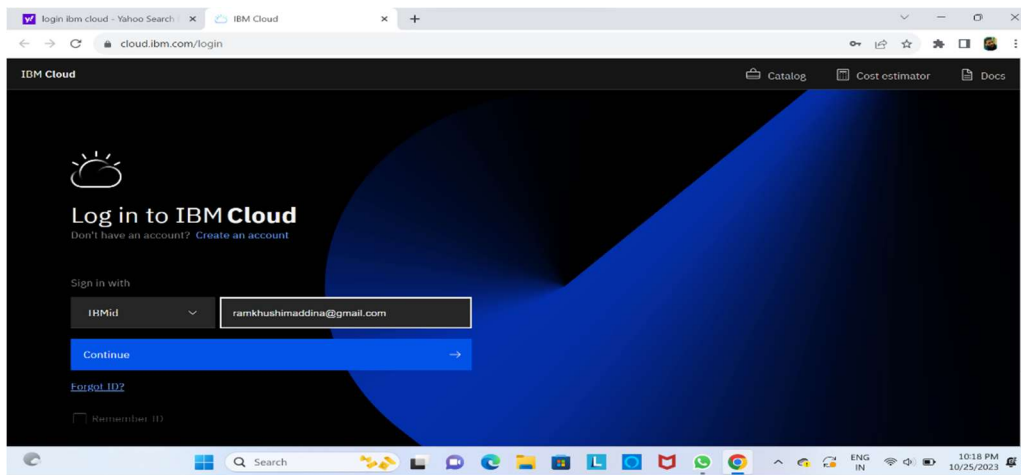 login ibm cloud - Yahoo Search
IBM Cloud
cloud.ibm.com/login
IBM Cloud
Catalog
Cost estimator
Docs
Log in to IBM Cloud
Don't have an account? Create an account
Sign in with
IBMid
ramkhushimaddina@gmail.com
Continue
Forgot ID?
Remember ID
Search
ENG
IN
10:18 PM
10/25/2023